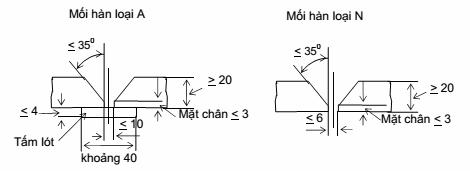 Mối hàn loại A
≤ 35⁰
≥ 20
≤ 4
Mặt chân ≤ 3
≤ 10
Tấm lót
khoảng 40
Mối hàn loại N
≤ 35⁰
≥ 20
≤ 6
Mặt chân ≤ 3